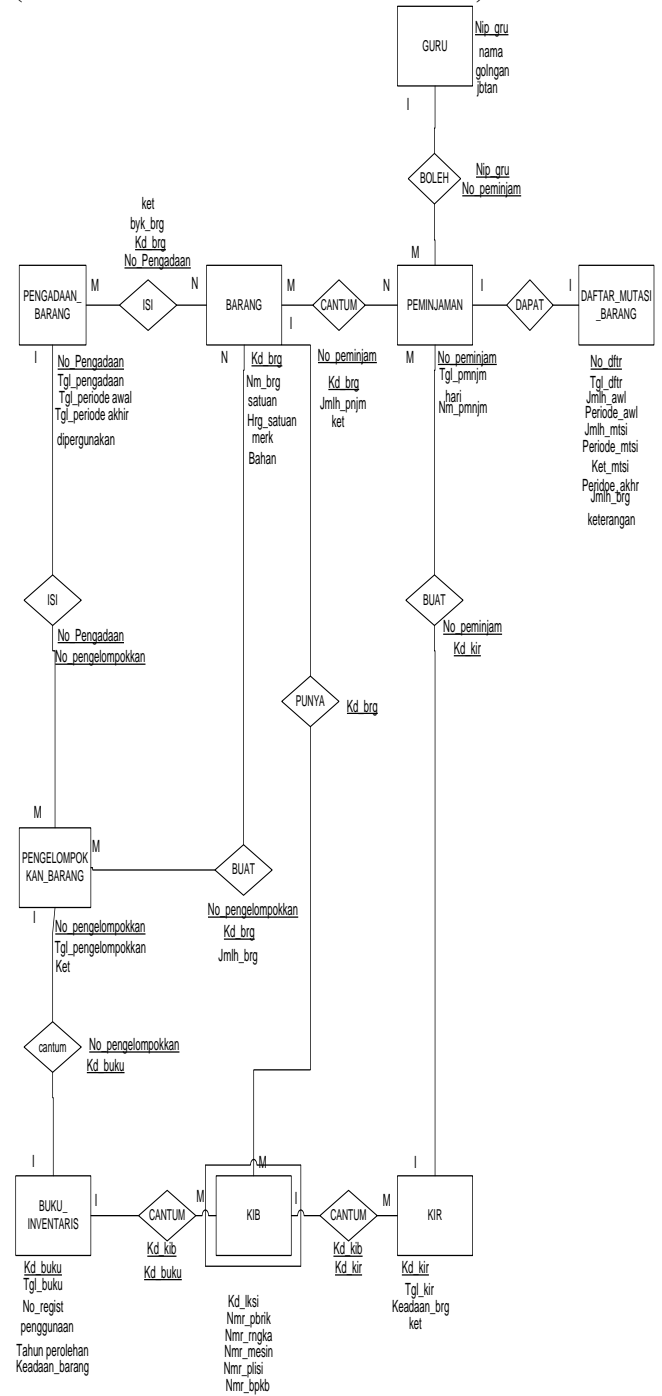 GURU
Nip_gru
nama
golngan
jbtan
I
BOLEH
Nip_gru
No_peminjam
M
ket
byk_brg
Kd_brg
No_Pengadaan
PENGADAAN_
BARANG
M
ISI
N
BARANG
M
I
CANTUM
N
PEMINJAMAN
I
DAPAT
I
DAFTAR_MUTASI
_BARANG
I
No_Pengadaan
Tgl_pengadaan
Tgl_periode awal
Tgl_periode akhir
dipergunakan
N
Kd_brg
Nm_brg
satuan
Hrg_satuan
merk
Bahan
No_peminjam
Kd_brg
Jmlh_pnjm
ket
M
No_peminjam
Tgl_pmnjm
hari
Nm_pmnjm
No_dftr
Tgl_dftr
Jmlh_awl
Periode_awl
Jmlh_mtsi
Periode_mtsi
Ket_mtsi
Peridoe_akhr
Jmlh_brg
keterangan
ISI
No_Pengadaan
No_pengelompokkan
BUAT
No_peminjam
Kd_kir
PUNYA
Kd_brg
M
PENGELOMPOK
KAN_BARANG
M
BUAT
No_pengelompokkan
Kd_brg
Jmlh_brg
I
No_pengelompokkan
Tgl_pengelompokkan
Ket
cantum
No_pengelompokkan
Kd_buku
I
M
I
BUKU_
INVENTARIS
I
CANTUM
M
KIB
I
CANTUM
M
KIR
Kd_kib
Kd_buku
Kd_kib
Kd_kir
Kd_buku
Tgl_buku
No_regist
penggunaan
Tahun perolehan
Keadaan_barang
Kd_lksi
Nmr_pbrik
Nmr_rngka
Nmr_mesin
Nmr_plisi
Nmr_bpkb
Kd_kir
Tgl_kir
Keadaan_brg
ket